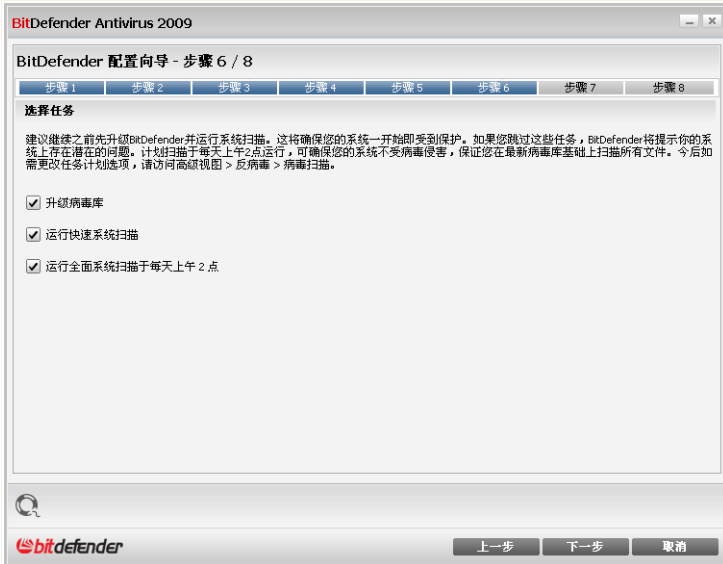 BitDefender Antivirus 2009
BitDefender 配置向导 - 步骤 6 / 8
步骤 1 步骤 2 步骤 3 步骤 4 步骤 5 步骤 6 步骤 7 步骤 8
选择任务
建议继续之前先升级BitDefender并运行系统扫描。这将确保您的系统一开始即受到保护。如果您跳过这些任务，BitDefender将提示你的系
统上存在潜在的问题。计划扫描于每天上午2点运行，可确保您的系统不受病毒侵害，保证您在最新病毒库基础上扫描所有文件。今后如
需更改任务计划选项，请访问高级视图 > 反病毒 > 病毒扫描。
升级病毒库
运行快速系统扫描
运行全面系统扫描于每天上午 2 点
bitdefender
上一步 下一步 取消